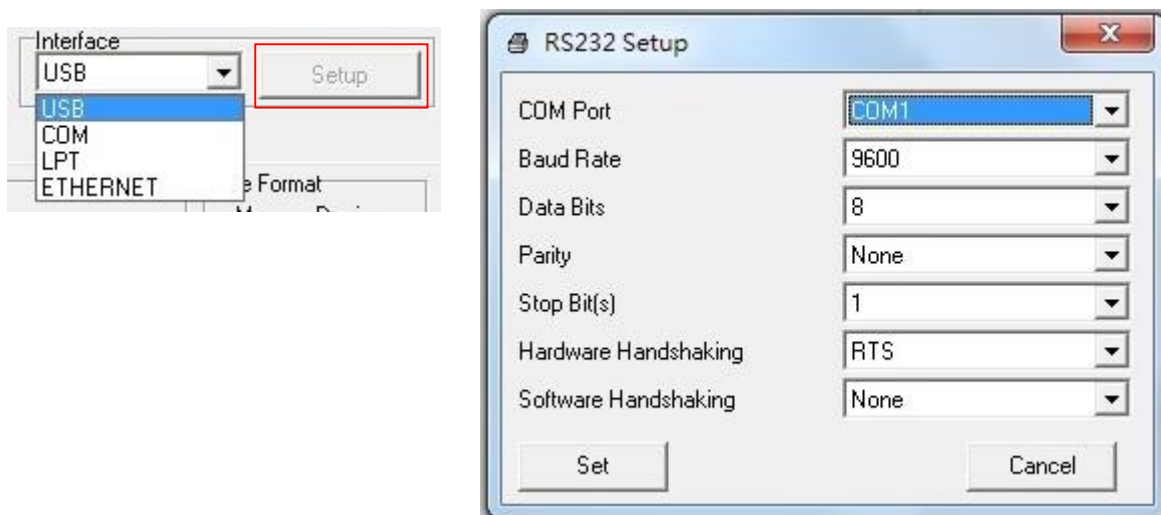 Interface
USB Setup
USB
COM
LPT
ETHERNET
e Format
RS232 Setup
COM Port COM1
Baud Rate 9600
Data Bits 8
Parity None
Stop Bit(s) 1
Hardware Handshaking RTS
Software Handshaking None
Set Cancel